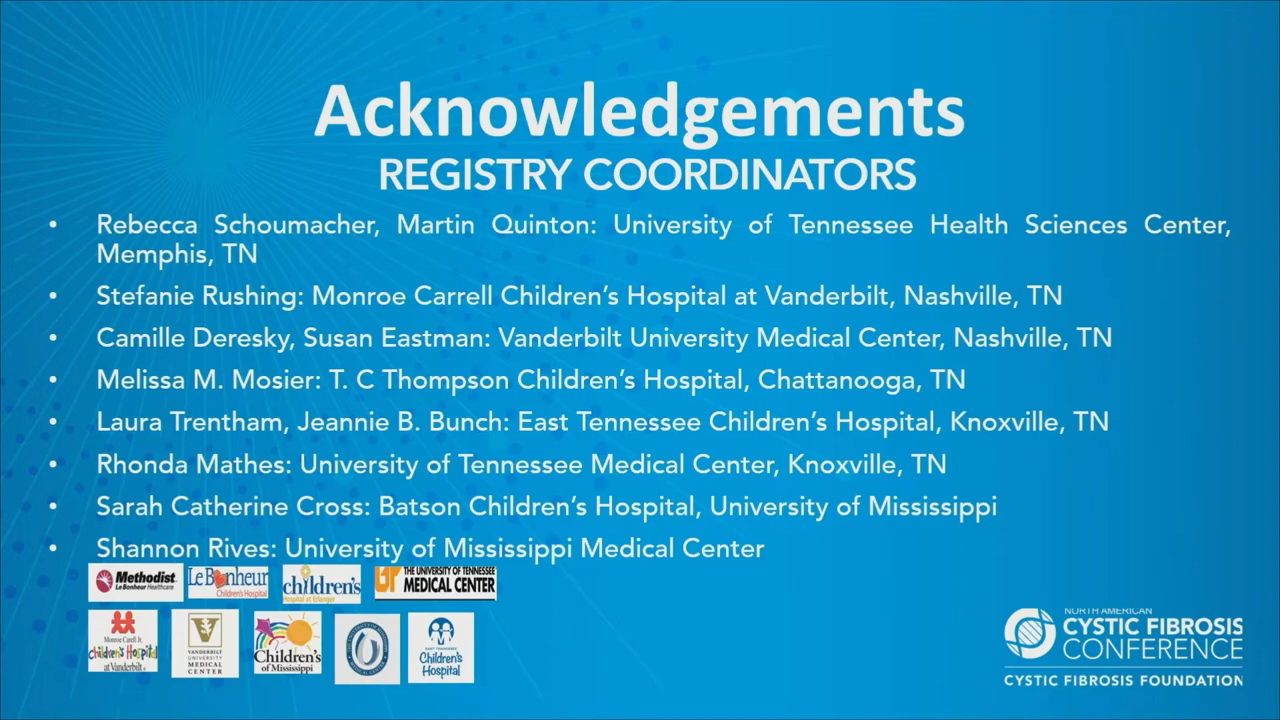 Acknowledgements
REGISTRY COORDINATORS
• Rebecca Schoumacher, Martin Quinton: University of Tennessee Health Sciences Center,
Memphis, TN
• Stefanie Rushing: Monroe Carrell Children’s Hospital at Vanderbilt, Nashville, TN
• Camille Deresky, Susan Eastman: Vanderbilt University Medical Center, Nashville, TN
• Melissa M. Mosier: T. C Thompson Children’s Hospital, Chattanooga, TN
• Laura Trentham, Jeannie B. Bunch: East Tennessee Children’s Hospital, Knoxville, TN
• Rhonda Mathes: University of Tennessee Medical Center, Knoxville, TN
• Sarah Catherine Cross: Batson Children’s Hospital, University of Mississippi
• Shannon Rives: University of Mississippi Medical Center
Methodist
Le Bonheur Healthcare
Le Bonheur
Children's Hospital
children's
Hospital at Erlanger
UT
THE UNIVERSITY OF TENNESSEE
MEDICAL CENTER
Monroe Carell Jr.
Children's Hospital
at Vanderbilt
V
VANDERBILT
UNIVERSITY
MEDICAL
CENTER
Children's
of Mississippi
EAST TENNESSEE
Children's
Hospital
NORTH AMERICAN
CYSTIC FIBROSIS
CONFERENCE
CYSTIC FIBROSIS FOUNDATION